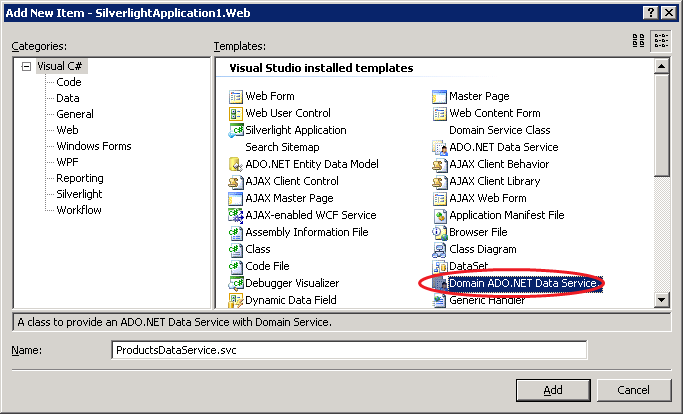 Add New Item - SilverlightApplication1.Web
Categories:
Templates:
Visual C#
Code
Data
General
Web
Windows Forms
WPF
Reporting
Silverlight
Workflow
Visual Studio installed templates
Web Form
Master Page
Web User Control
Web Content Form
Silverlight Application
Domain Service Class
Search Sitemap
ADO.NET Data Service
ADO.NET Entity Data Model
AJAX Client Behavior
AJAX Client Control
AJAX Client Library
AJAX Master Page
AJAX Web Form
AJAX-enabled WCF Service
Application Manifest File
Assembly Information File
Browser File
Class
Class Diagram
Code File
DataSet
Debugger Visualizer
Domain ADO.NET Data Service
Dynamic Data Field
Generic Handler
A class to provide an ADO.NET Data Service with Domain Service.
Name:
ProductsDataService.svc
Add
Cancel